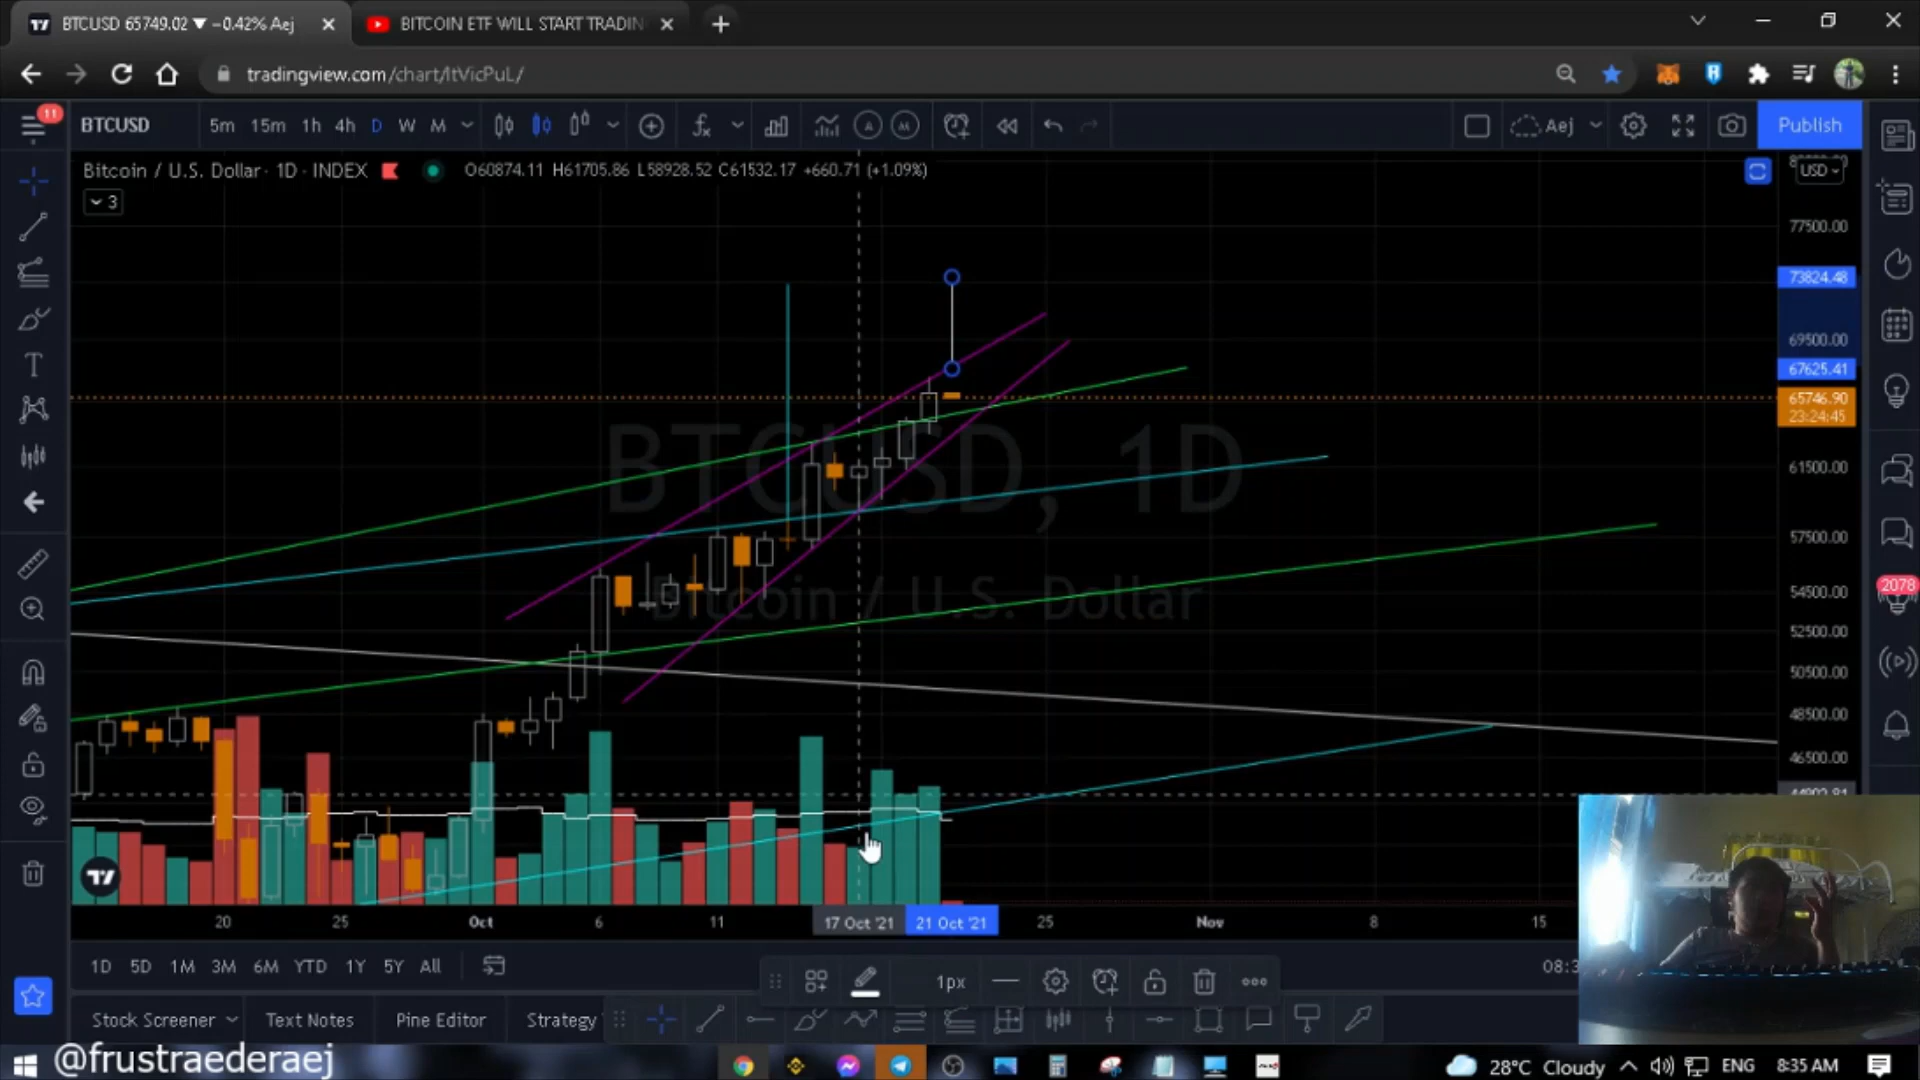 BTCUSD 65749.02 ▼ −0.42% Aej
BITCOIN ETF WILL START TRADIN
tradingview.com/chart/ItVicPuL/
11
BTCUSD
5m 15m 1h 4h D W M
A M
Aej
Publish
Bitcoin / U.S. Dollar · 1D · INDEX
O60874.11 H61705.86 L58928.52 C61532.17 +660.71 (+1.09%)
USD
3
77500.00
73824.48
69500.00
67625.41
65746.90
23:24:45
61500.00
57500.00
54500.00
52500.00
50500.00
48500.00
46500.00
BTCUSD, 1D
Bitcoin / U.S. Dollar
2078
20 25 Oct 6 11 17 Oct '21 21 Oct '21 25 Nov 8 15
1D 5D 1M 3M 6M YTD 1Y 5Y All
1px
Stock Screener Text Notes Pine Editor Strategy
@frustraederaej
28°C Cloudy ENG 8:35 AM